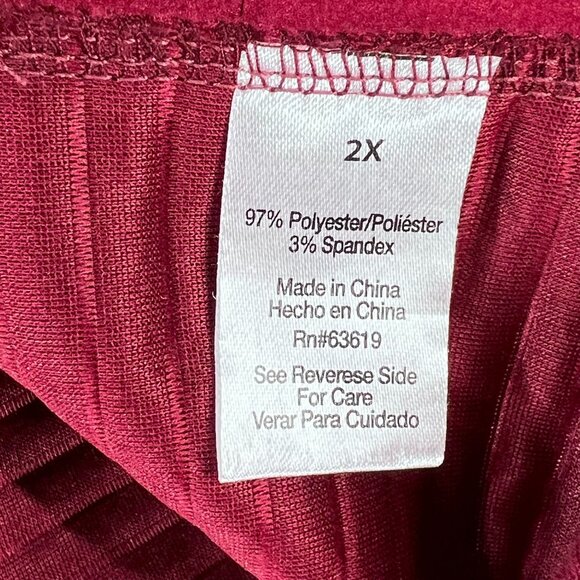 2X
97% Polyester/Poliéster
3% Spandex
Made in China
Hecho en China
Rn#63619
See Reverese Side
For Care
Verar Para Cuidado